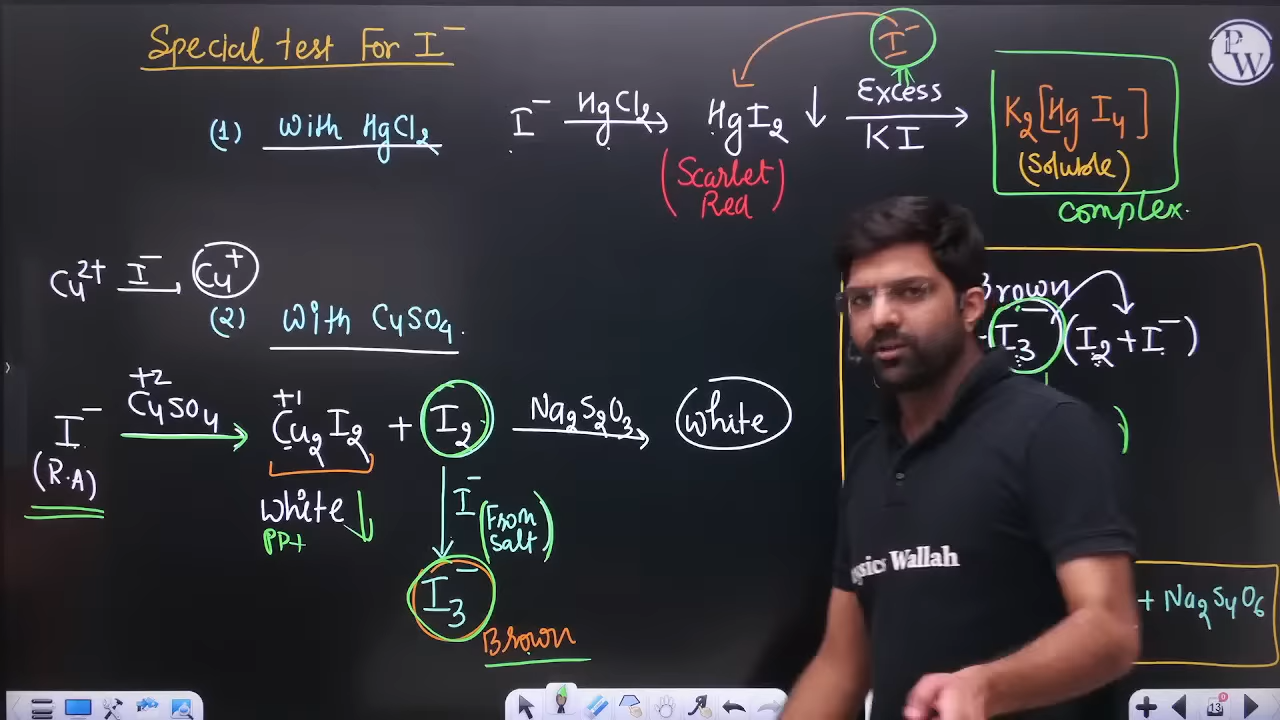 Special test For I⁻
PW
(1) With HgCl₂
I⁻ HgCl₂→ HgI₂ ↓ Excess KI→ K₂[HgI₄]
I⁻
(Scarlet Red)
(Soluble)
complex.
Cu²⁺ I⁻→ Cu⁺
(2) With CuSO₄.
Brown
I₃⁻ (I₂+I⁻)
I⁻ +2 CuSO₄→ +1 Cu₂I₂ + I₂ Na₂S₂O₃→ White
(R.A)
White ↓
PPt
I⁻ (From Salt)
I₃⁻
Brown
ysics Wallah
+ Na₂S₄O₆
13